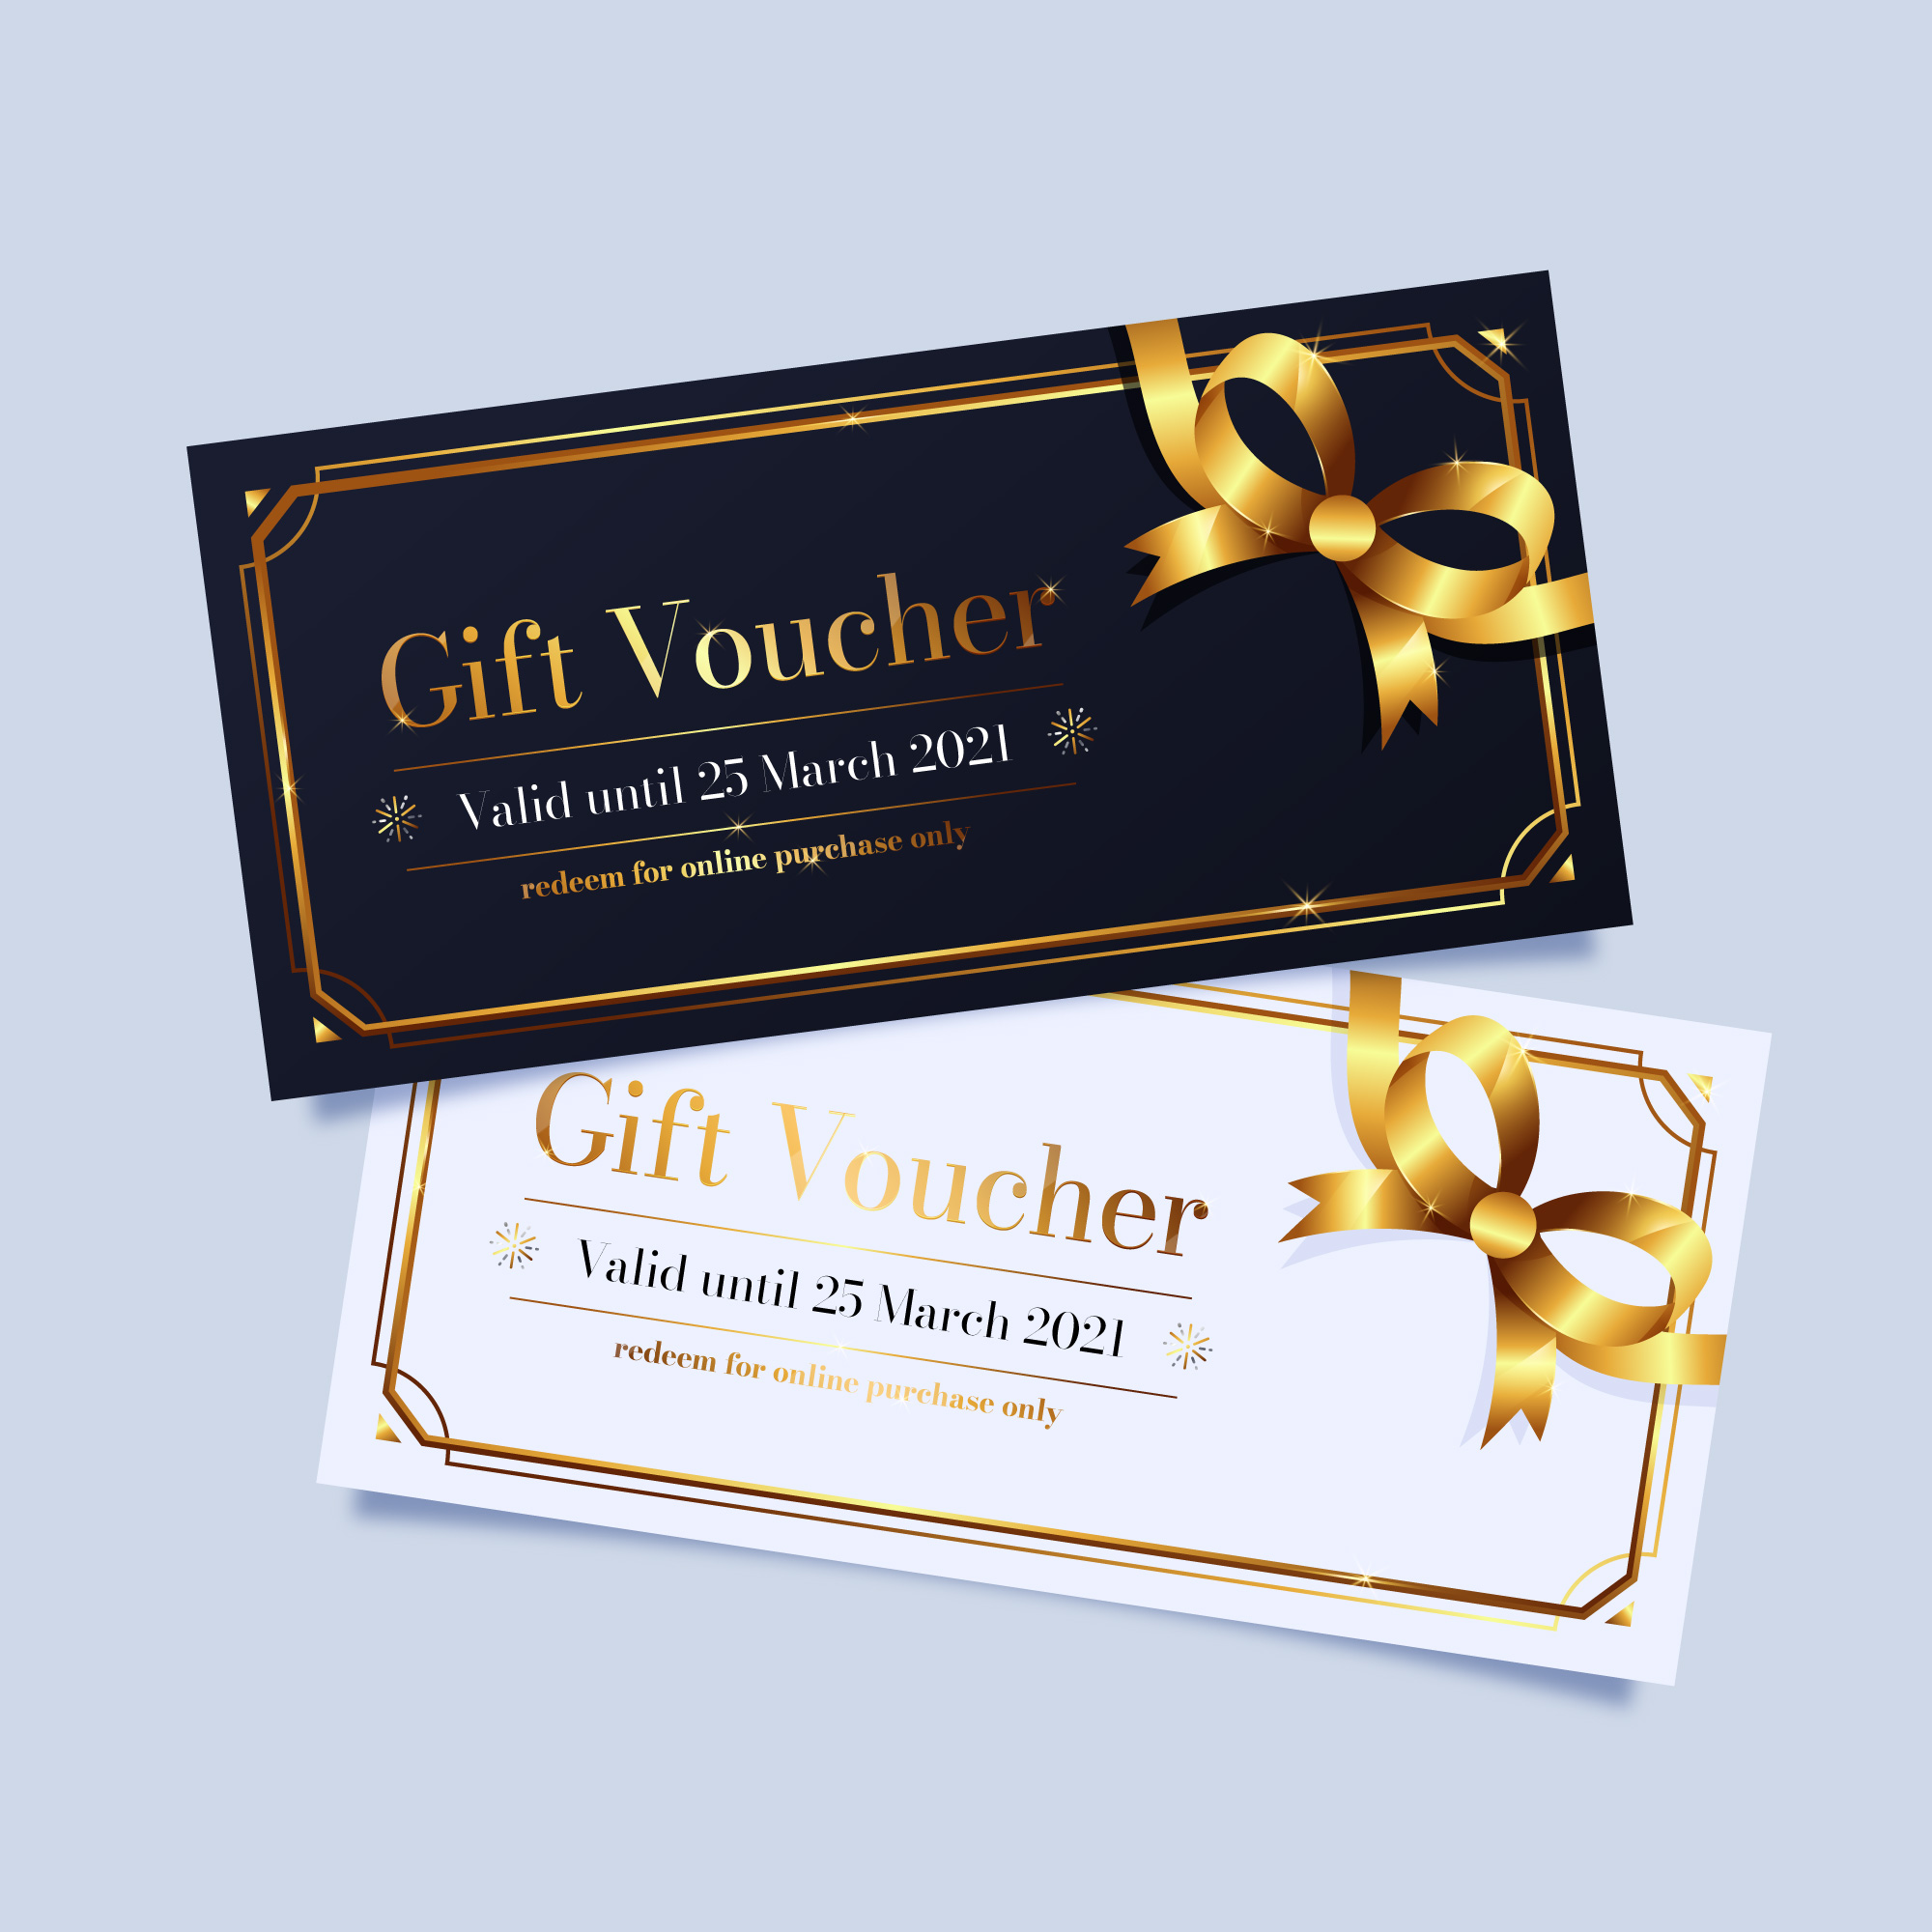 Gift Voucher
Valid until 25 March 2021
redeem for online purchase only
Gift Voucher
Valid until 25 March 2021
redeem for online purchase only